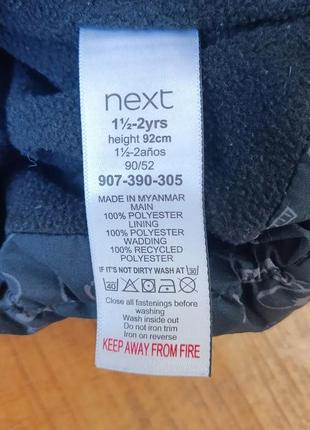 next
1½-2yrs
height 92cm
1½-2años
90/52
907-390-305
MADE IN MYANMAR
MAIN
100% POLYESTER
LINING
100% POLYESTER
WADDING
100% RECYCLED
POLYESTER
IF IT'S NOT DIRTY WASH AT 30
40
Close all fastenings before
washing
Wash inside out
Do not iron trim
Iron on reverse
KEEP AWAY FROM FIRE